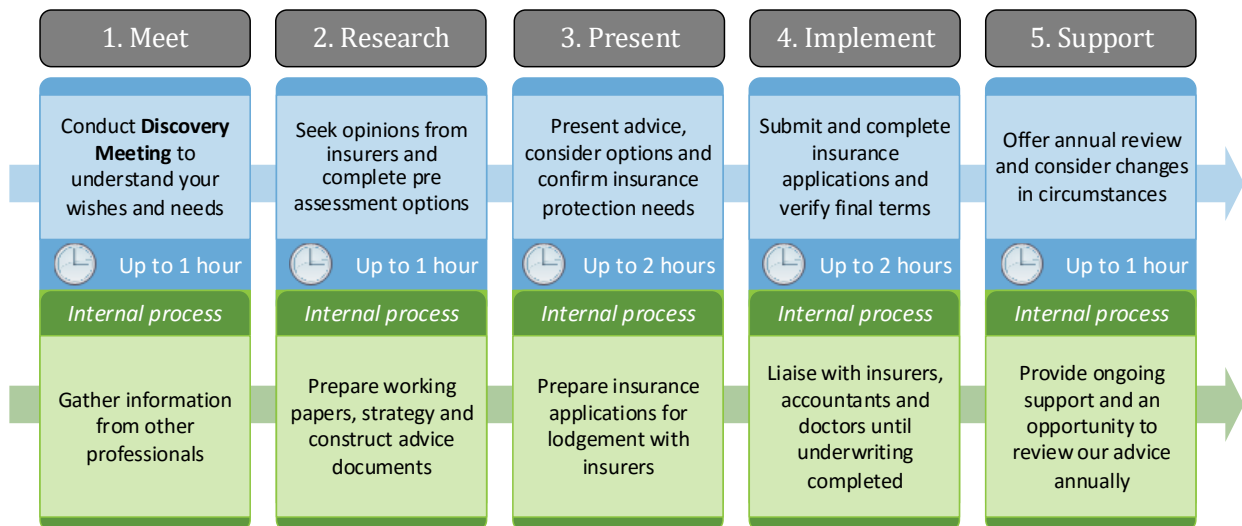 1. Meet
2. Research
3. Present
4. Implement
5. Support
Conduct Discovery
Meeting to
understand your
wishes and needs
Seek opinions from
insurers and
complete pre
assessment options
Present advice,
consider options and
confirm insurance
protection needs
Submit and complete
insurance
applications and
verify final terms
Offer annual review
and consider changes
in circumstances
Up to 1 hour
Up to 1 hour
Up to 2 hours
Up to 2 hours
Up to 1 hour
Internal process
Internal process
Internal process
Internal process
Internal process
Gather information
from other
professionals
Prepare working
papers, strategy and
construct advice
documents
Prepare insurance
applications for
lodgement with
insurers
Liaise with insurers,
accountants and
doctors until
underwriting
completed
Provide ongoing
support and an
opportunity to
review our advice
annually